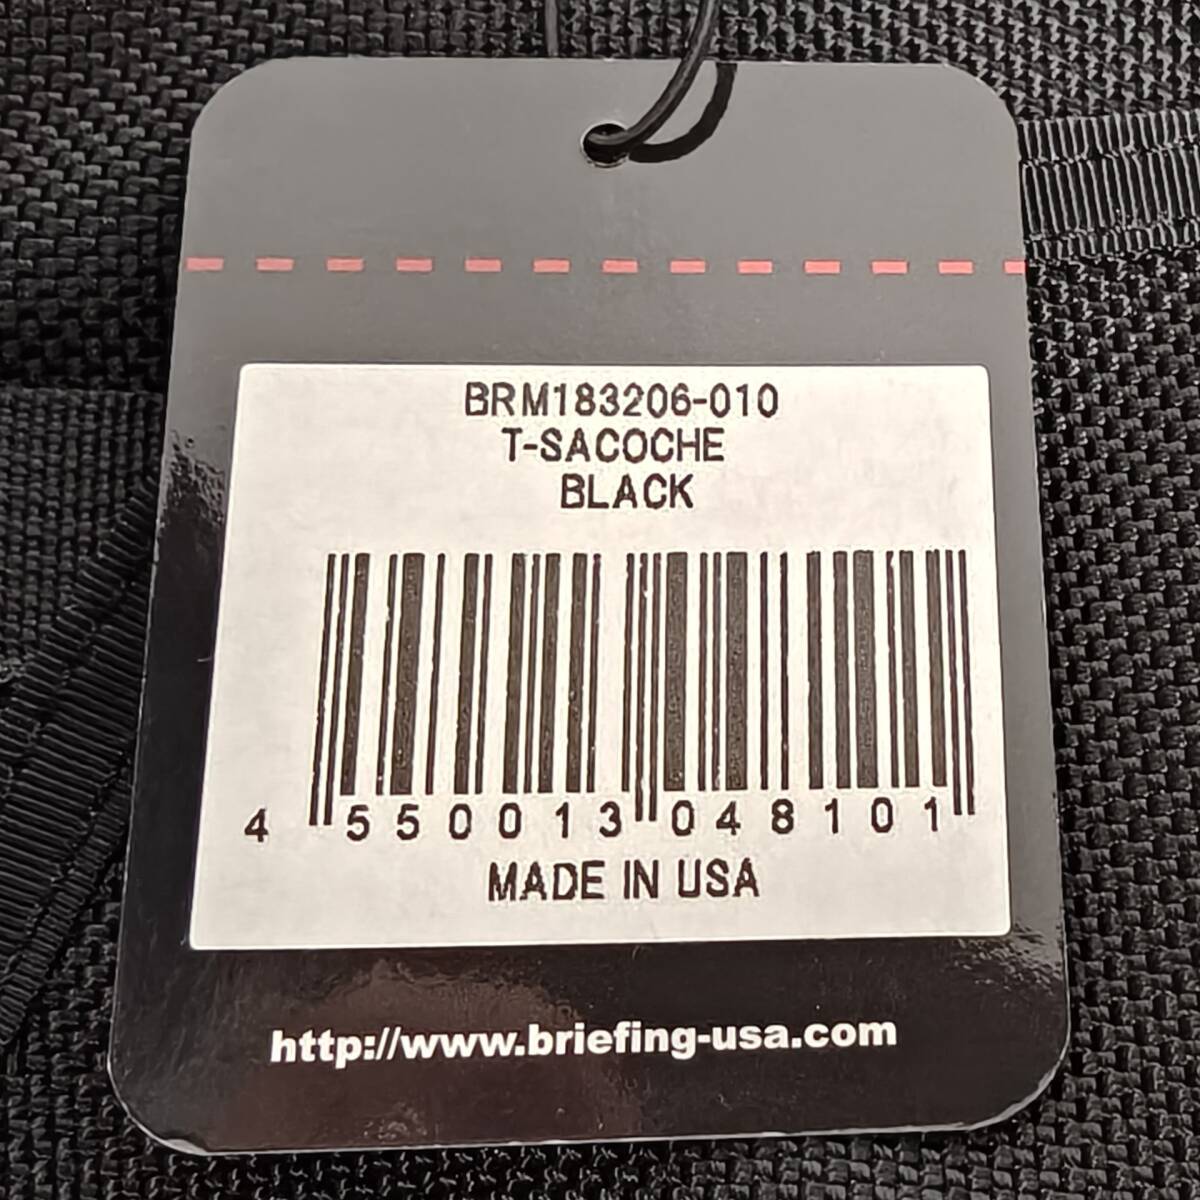 BRM183206-010
T-SACOCHE
BLACK
4 550013 048101
MADE IN USA
http://www.briefing-usa.com